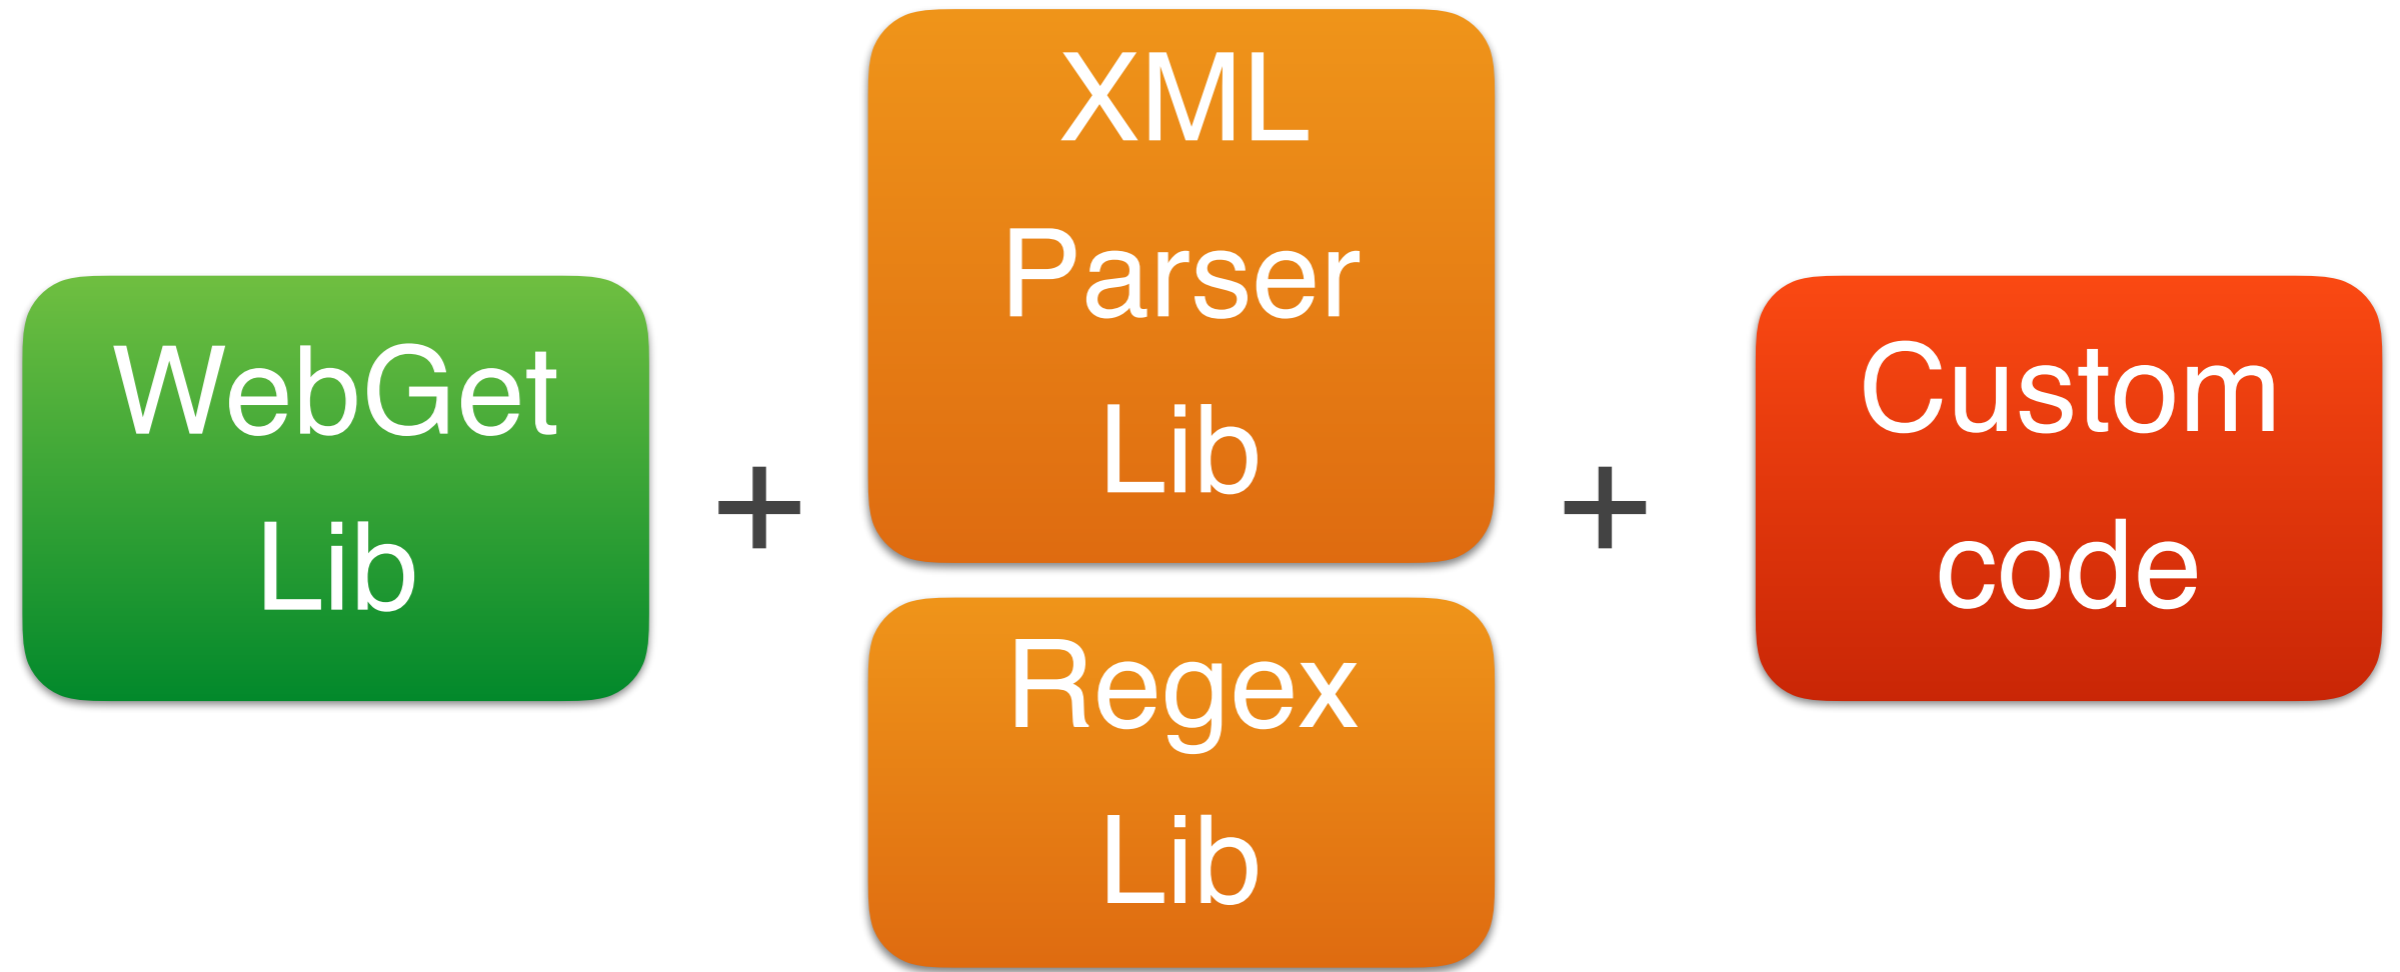 WebGet
Lib
+
XML
Parser
Lib
Regex
Lib
+
Custom
code